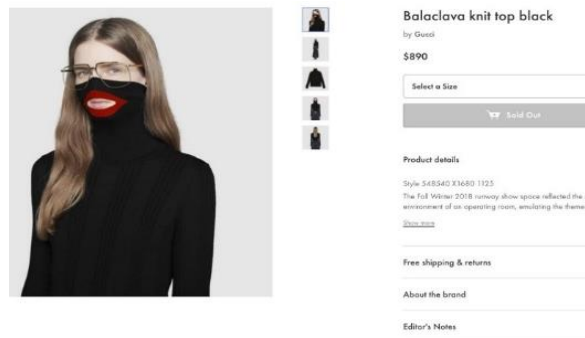 Balaclava knit top black
by Gucci
$890
Select a Size
Sold Out
Product details
Style 548540 X1680 1125
The Fall Winter 2018 runway show space reflected the
environment of an operating room, emulating the theme
Show more
Free shipping & returns
About the brand
Editor's Notes